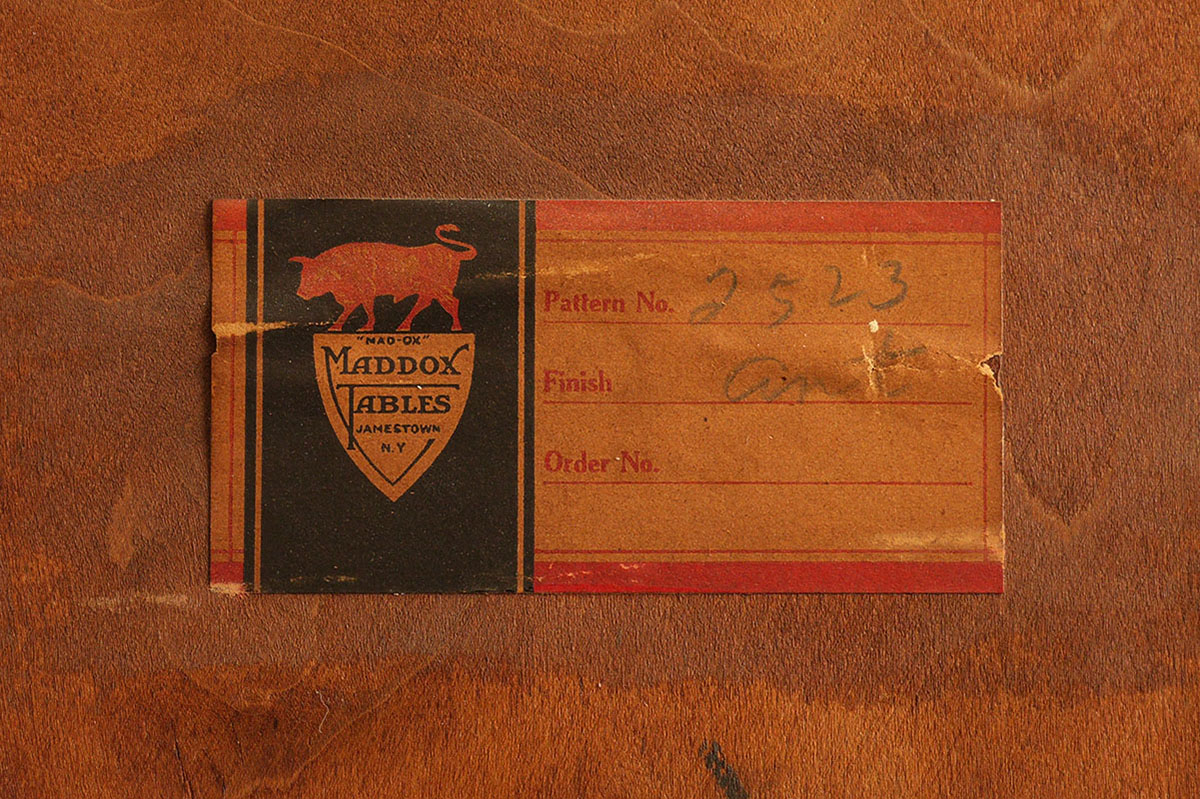 "MAD-OX"
MADDOX
TABLES
JAMESTOWN
N.Y
Pattern No. 2523
Finish
Order No.